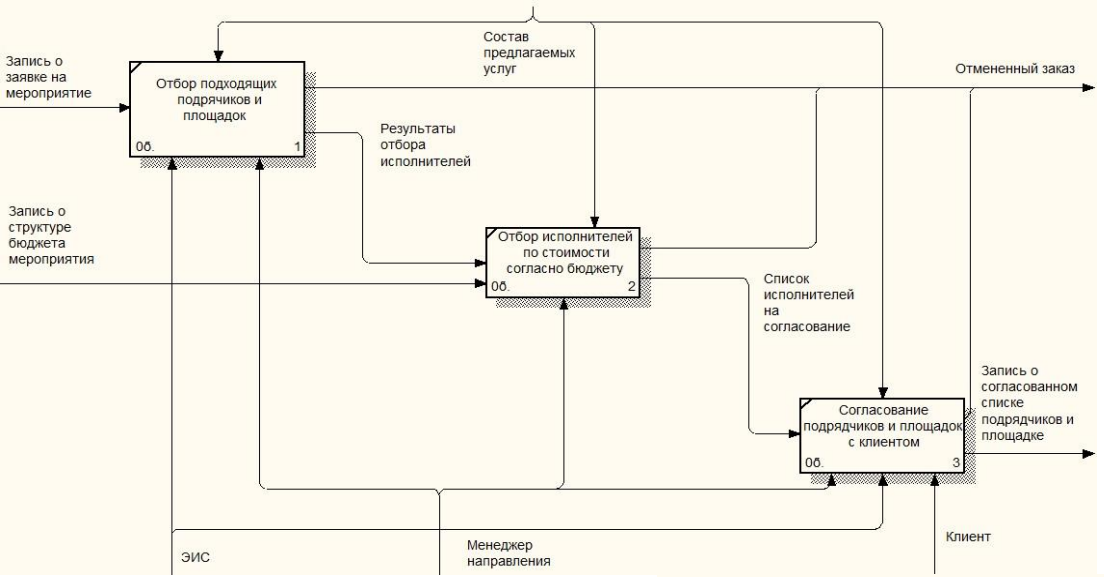 Состав
предлагаемых
услуг
Запись о
заявке на
мероприятие
Отбор подходящих
подрячиков и
площадок
0б. 1
Отмененный заказ
Результаты
отбора
исполнителей
Запись о
структуре
бюджета
мероприятия
Отбор исполнителей
по стоимости
согласно бюджету
0б. 2
Список
исполнителей
на
согласование
Запись о
согласованном
списке
подрядчиков и
площадке
Согласование
подрядчиков и площадок
с клиентом
0б. 3
ЭИС
Менеджер
направления
Клиент